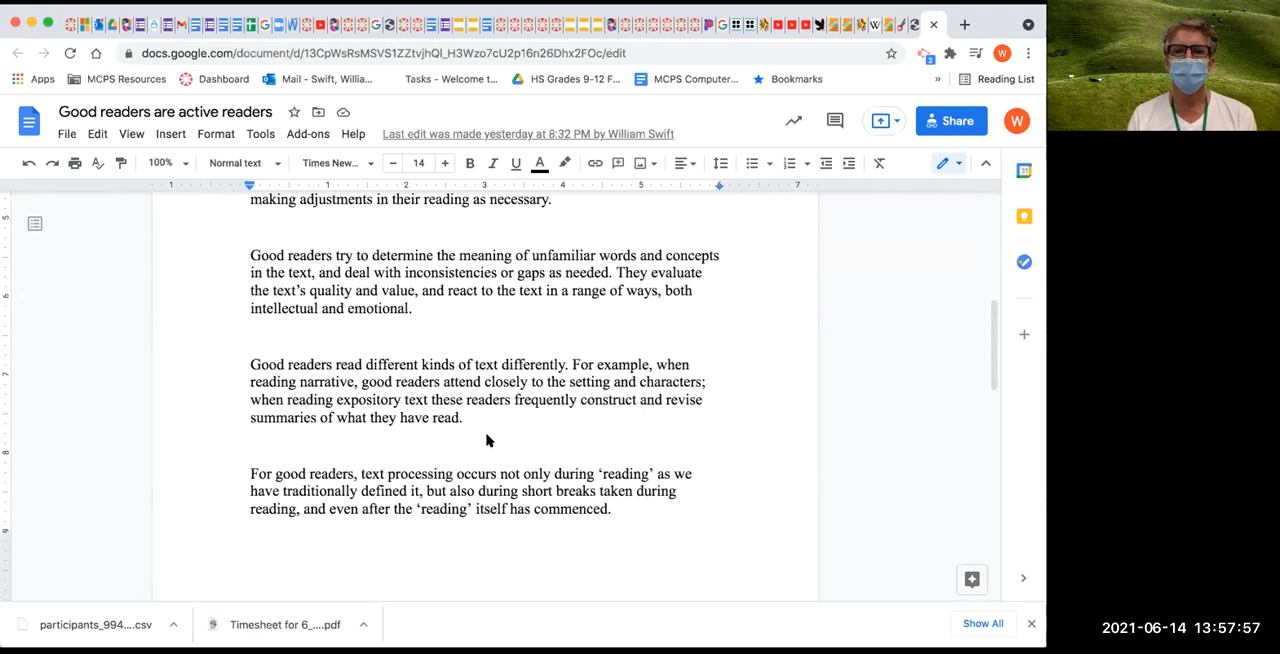 docs.google.com/document/d/13CpWsRsMSVS1ZZtvjhQl_H3Wzo7cU2p16n26Dhx2FOc/edit
W
2
Apps
MCPS Resources
Dashboard
Mail - Swift, Willia...
Tasks - Welcome t...
HS Grades 9-12 F...
MCPS Computer...
Bookmarks
»
Reading List
Good readers are active readers
File Edit View Insert Format Tools Add-ons Help
Last edit was made yesterday at 8:32 PM by William Swift
Share
W
100%
Normal text
Times New...
14
B I U A
1 1 2 3 4 5 6 7
making adjustments in their reading as necessary.
Good readers try to determine the meaning of unfamiliar words and concepts
in the text, and deal with inconsistencies or gaps as needed. They evaluate
the text’s quality and value, and react to the text in a range of ways, both
intellectual and emotional.
Good readers read different kinds of text differently. For example, when
reading narrative, good readers attend closely to the setting and characters;
when reading expository text these readers frequently construct and revise
summaries of what they have read.
For good readers, text processing occurs not only during ‘reading’ as we
have traditionally defined it, but also during short breaks taken during
reading, and even after the ‘reading’ itself has commenced.
participants_994....csv
Timesheet for 6_....pdf
Show All
2021-06-14 13:57:57